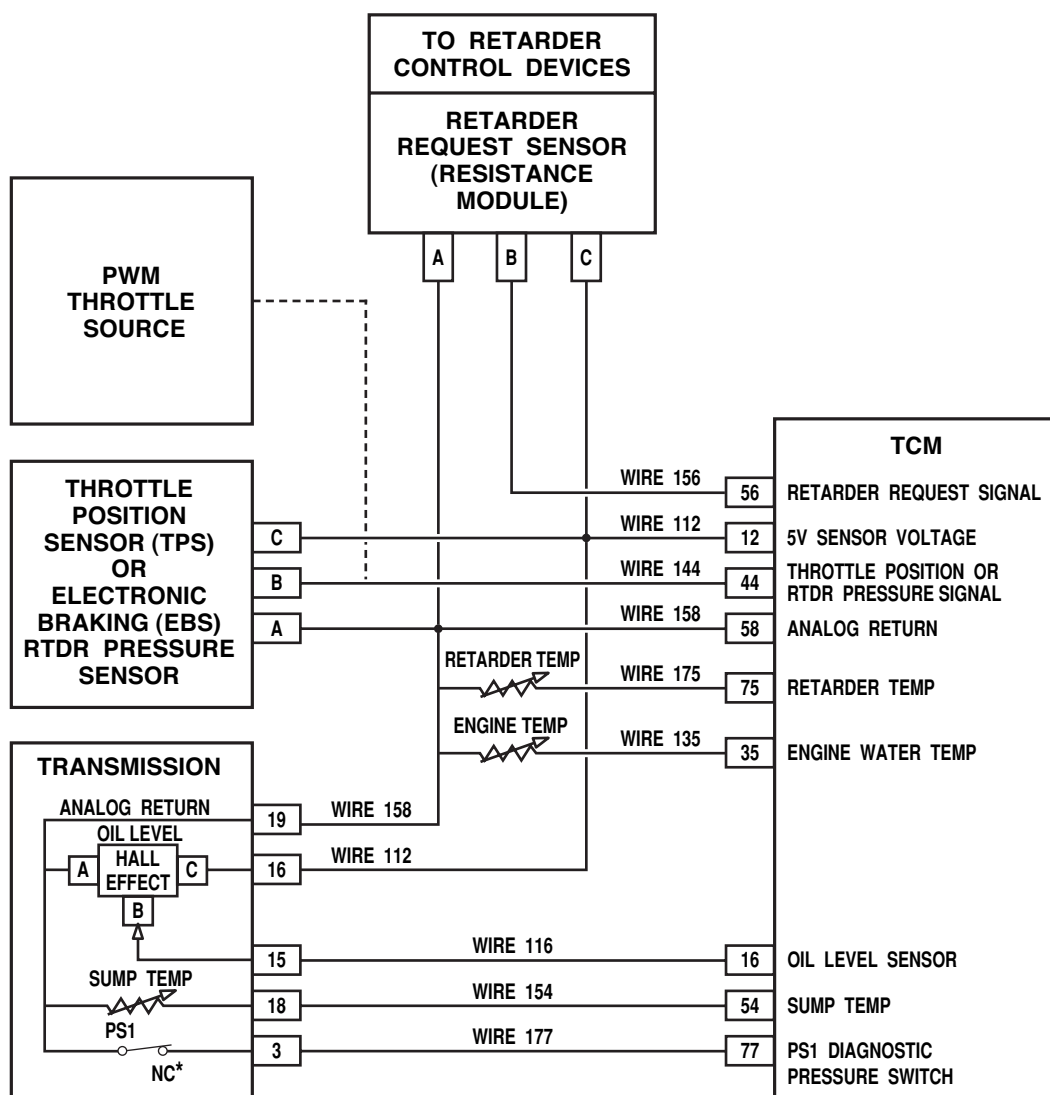 TO RETARDER
CONTROL DEVICES
RETARDER
REQUEST SENSOR
(RESISTANCE
MODULE)
A
B
C
PWM
THROTTLE
SOURCE
THROTTLE
POSITION
SENSOR (TPS)
OR
ELECTRONIC
BRAKING (EBS)
RTDR PRESSURE
SENSOR
C
B
A
TCM
WIRE 156
56
RETARDER REQUEST SIGNAL
WIRE 112
12
5V SENSOR VOLTAGE
WIRE 144
44
THROTTLE POSITION OR
RTDR PRESSURE SIGNAL
WIRE 158
58
ANALOG RETURN
RETARDER TEMP
WIRE 175
75
RETARDER TEMP
ENGINE TEMP
WIRE 135
35
ENGINE WATER TEMP
TRANSMISSION
ANALOG RETURN
19
WIRE 158
OIL LEVEL
A
HALL
EFFECT
C
B
16
WIRE 112
15
WIRE 116
16
OIL LEVEL SENSOR
SUMP TEMP
18
WIRE 154
54
SUMP TEMP
PS1
NC*
3
WIRE 177
77
PS1 DIAGNOSTIC
PRESSURE SWITCH